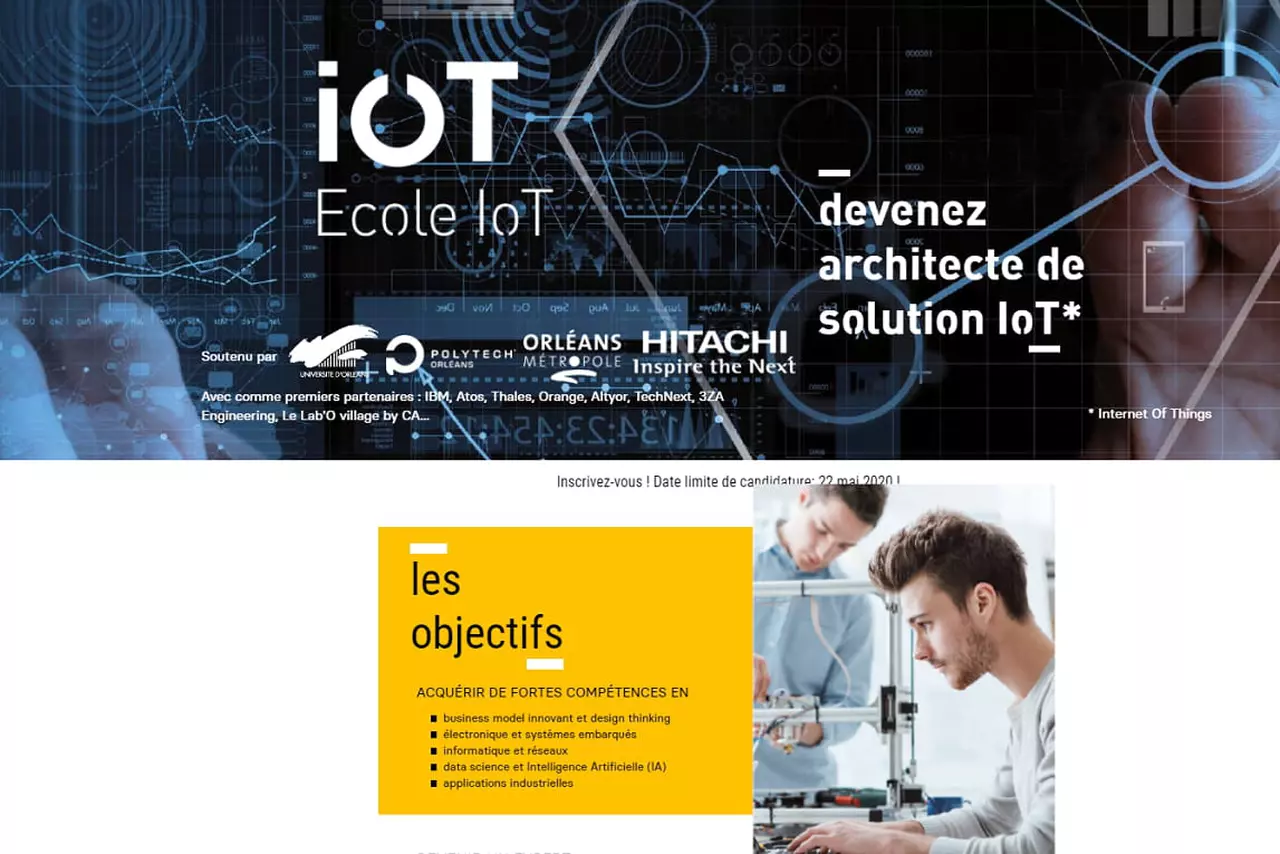 iOT
Ecole IoT
devenez
architecte de
solution IoT*
Soutenu par
UNIVERSITÉ D'ORLÉANS
POLYTECH
ORLÉANS
ORLÉANS
MÉTROPOLE
HITACHI
Inspire the Next
Avec comme premiers partenaires : IBM, Atos, Thales, Orange, Altyor, TechNext, 3ZA
Engineering, Le Lab'O village by CA...
* Internet Of Things
Inscrivez-vous ! Date limite de candidature: 22 mai 2020 !
les
objectifs
ACQUÉRIR DE FORTES COMPÉTENCES EN
business model innovant et design thinking
électronique et systèmes embarqués
informatique et réseaux
data science et Intelligence Artificielle (IA)
applications industrielles